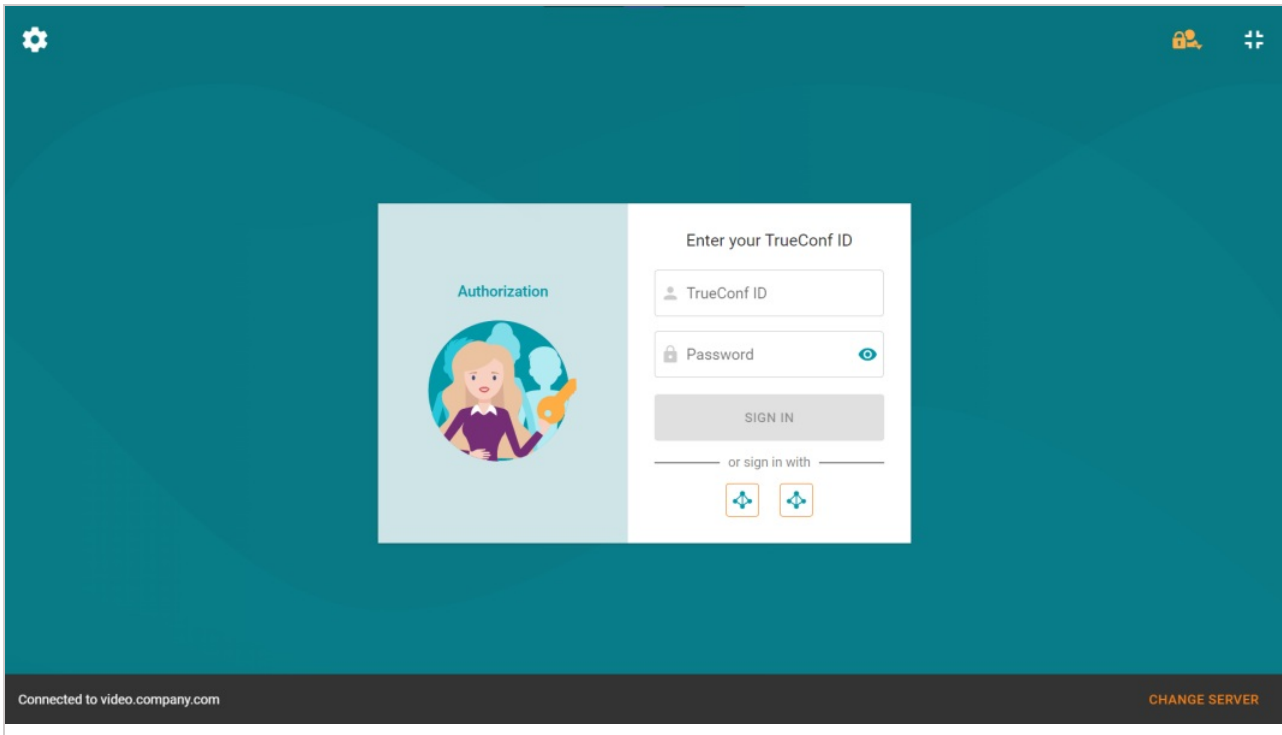 Enter your TrueConf ID
Authorization
TrueConf ID
Password
SIGN IN
or sign in with
Connected to video.company.com
CHANGE SERVER